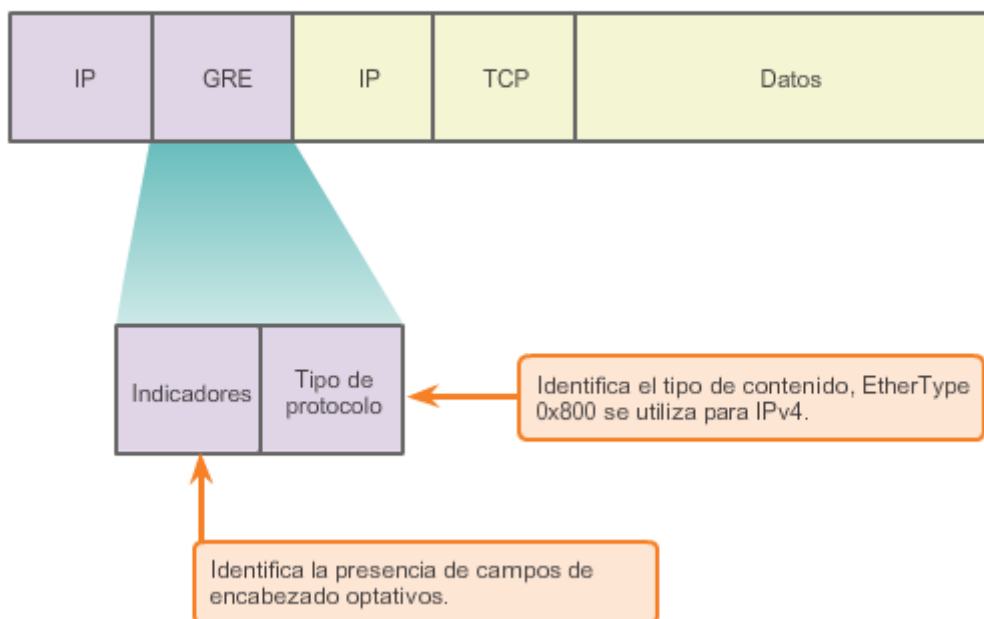 IP GRE IP TCP Datos
Indicadores
Tipo de
protocolo
Identifica el tipo de contenido, EtherType
0x800 se utiliza para IPv4.
Identifica la presencia de campos de
encabezado optativos.